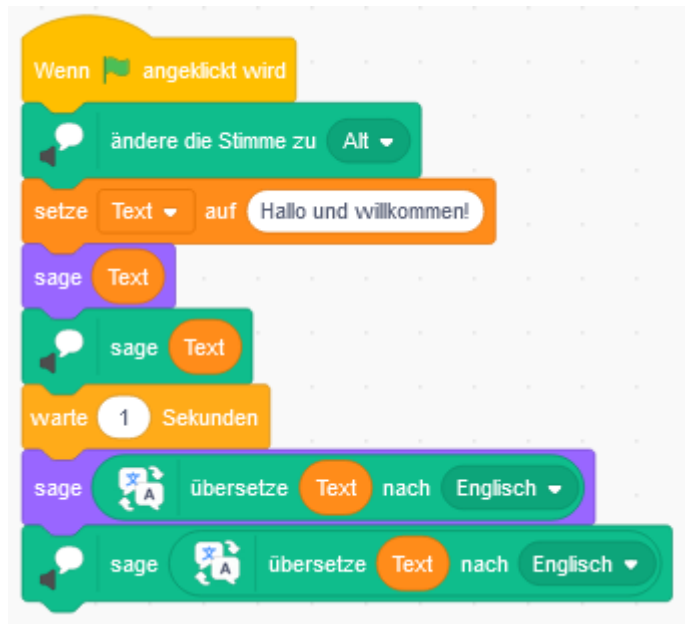 Wenn angeklickt wird
ändere die Stimme zu Alt
setze Text auf Hallo und willkommen!
sage Text
sage Text
warte 1 Sekunden
sage übersetze Text nach Englisch
sage übersetze Text nach Englisch